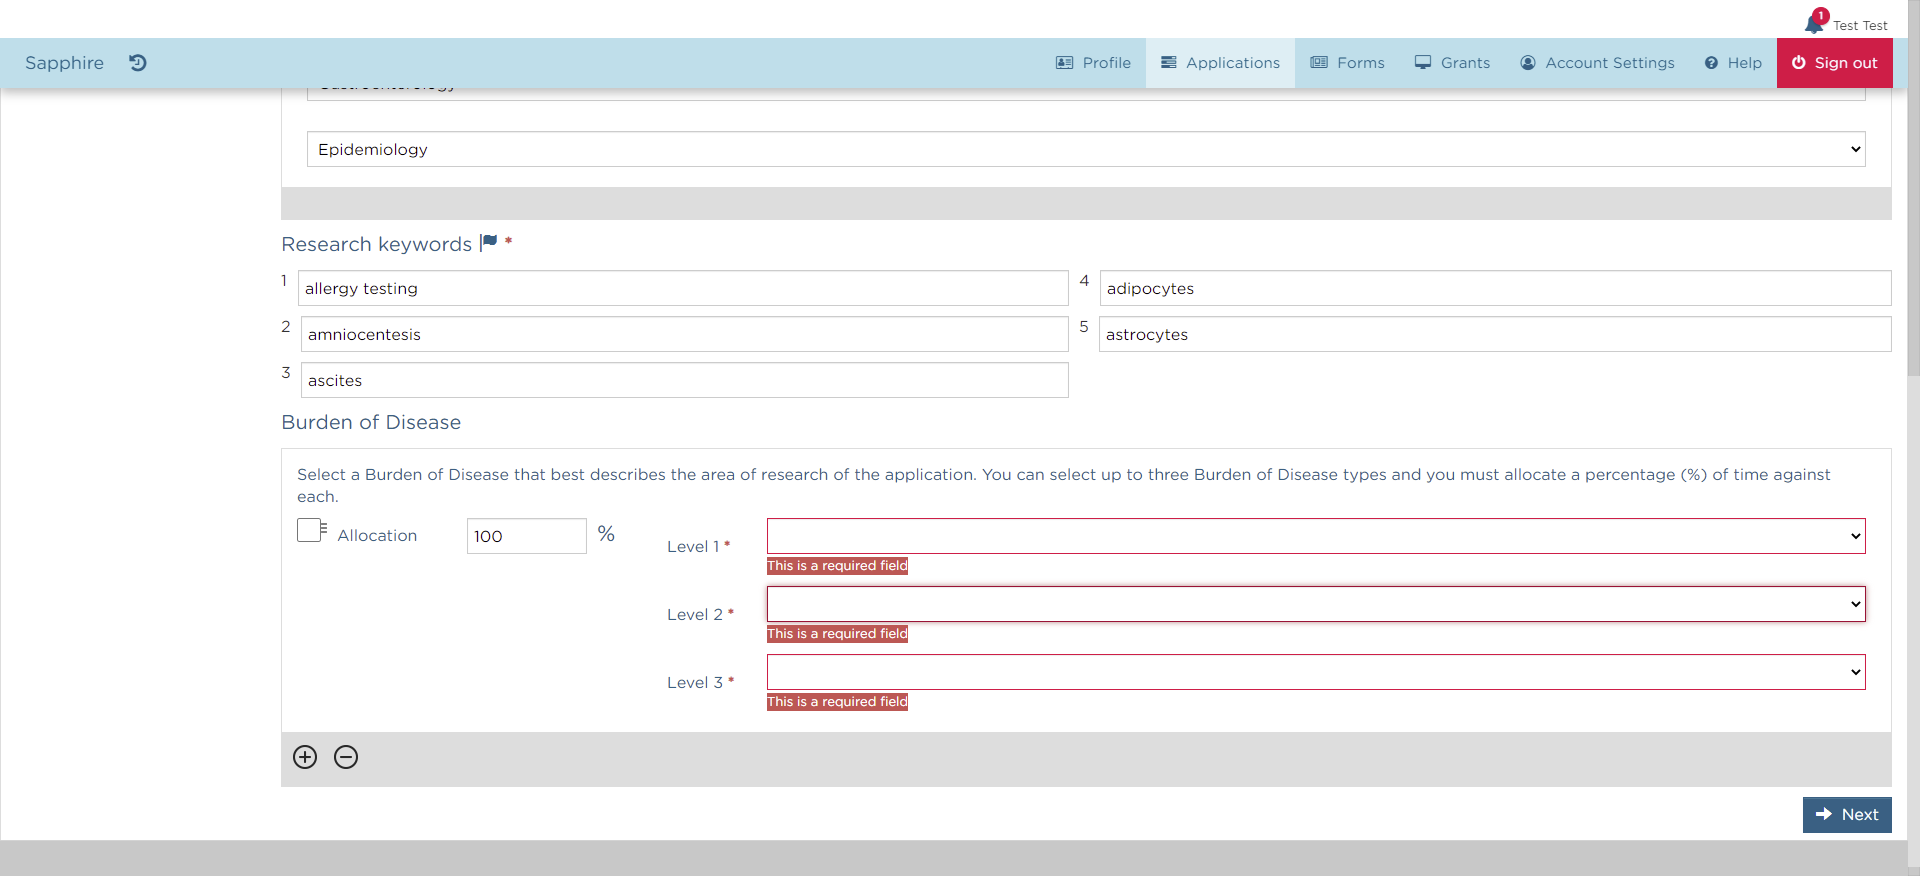 1
Test Test
Sapphire
Profile
Applications
Forms
Grants
Account Settings
Help
Sign out
Epidemiology
Research keywords *
1 allergy testing
4 adipocytes
2 amniocentesis
5 astrocytes
3 ascites
Burden of Disease
Select a Burden of Disease that best describes the area of research of the application. You can select up to three Burden of Disease types and you must allocate a percentage (%) of time against
each.
Allocation 100 %
Level 1 *
This is a required field
Level 2 *
This is a required field
Level 3 *
This is a required field
Next